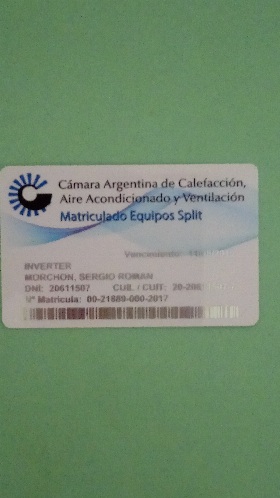 Cámara Argentina de Calefacción,
Aire Acondicionado y Ventilación
Matriculado Equipos Split
Vencimiento:
INVERTER
MORCHON, SERGIO ROMAN
DNI: 20611507 CUIL / CUIT:
Nº Matricula: 00-21889-000-2017